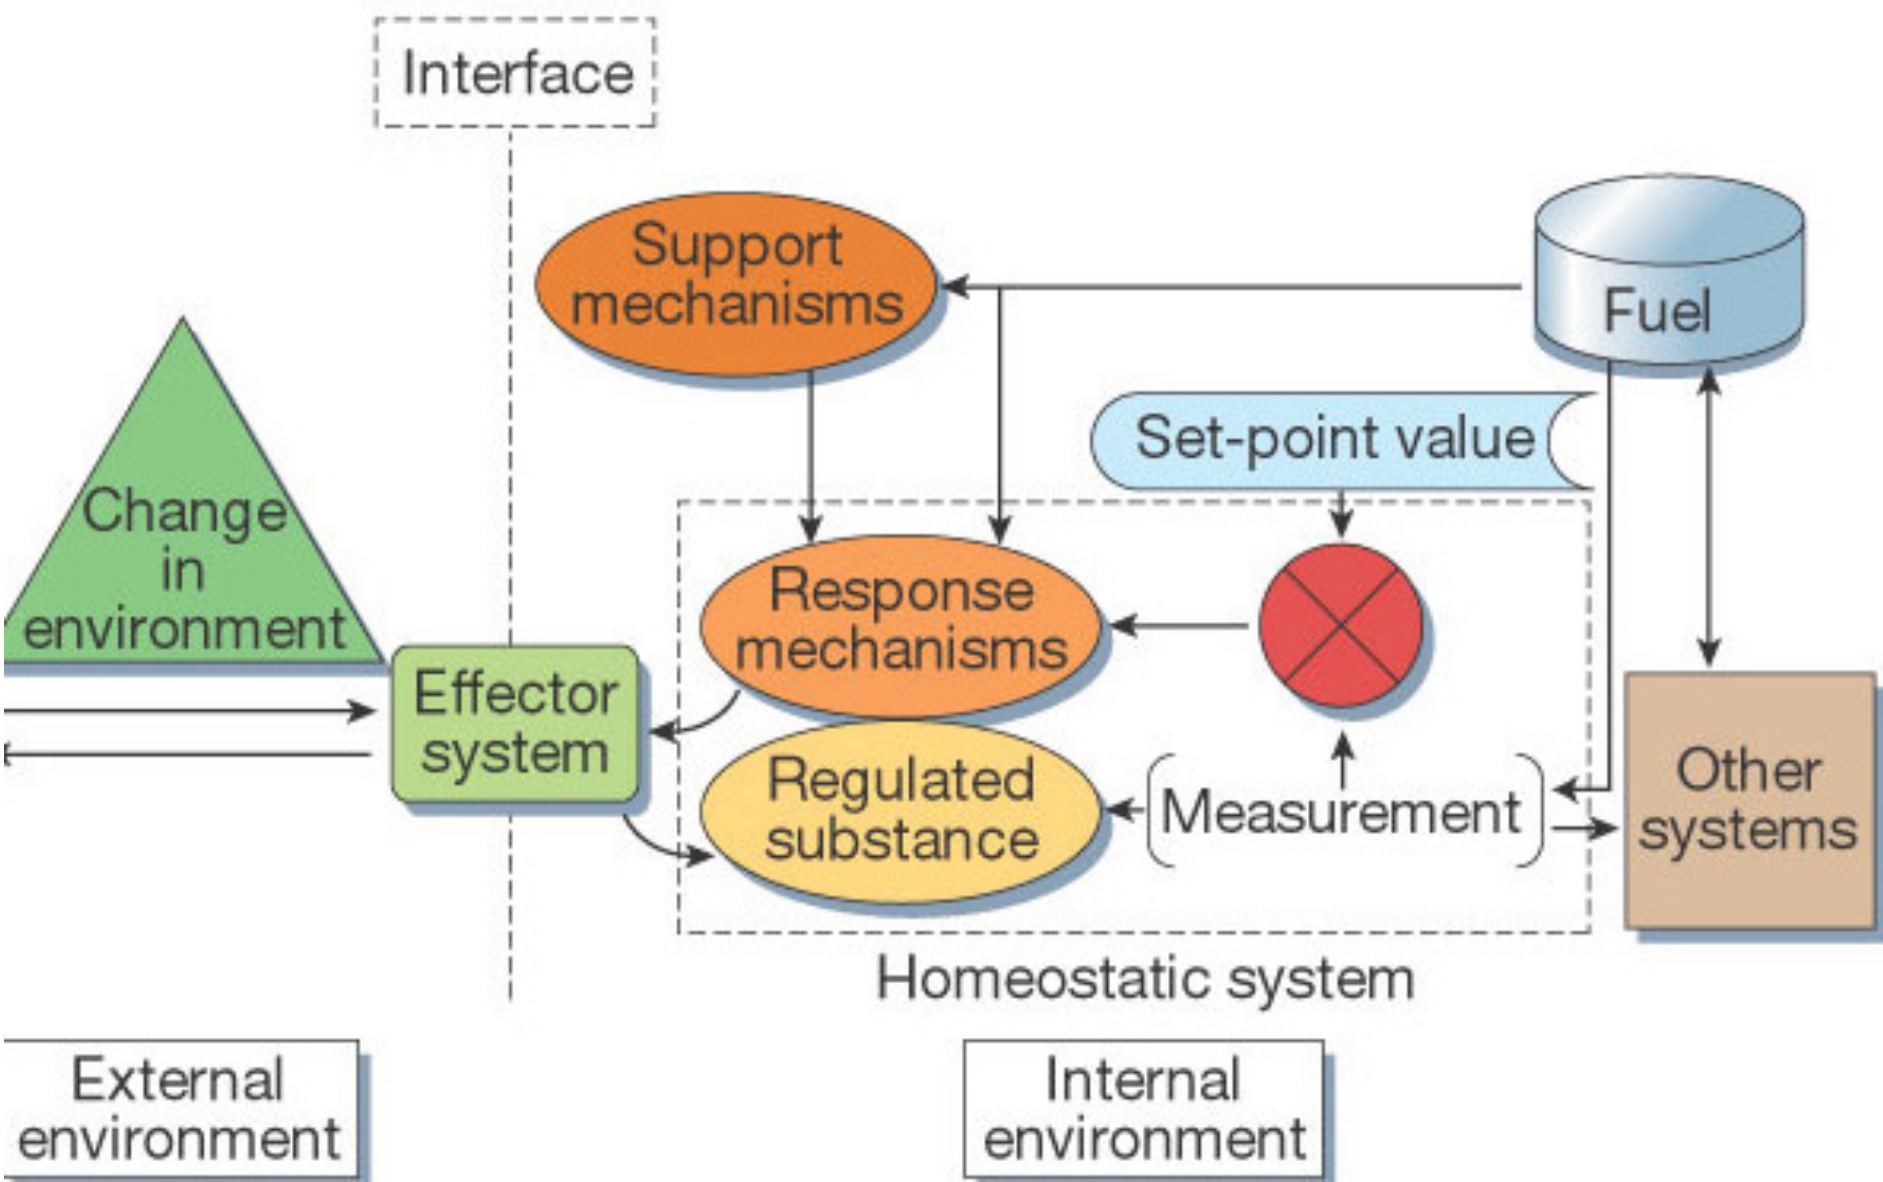 Interface
Support
mechanisms
Fuel
Set-point value
Change
in
environment
Response
mechanisms
Effector
system
Regulated
substance
Measurement
Other
systems
Homeostatic system
External
environment
Internal
environment